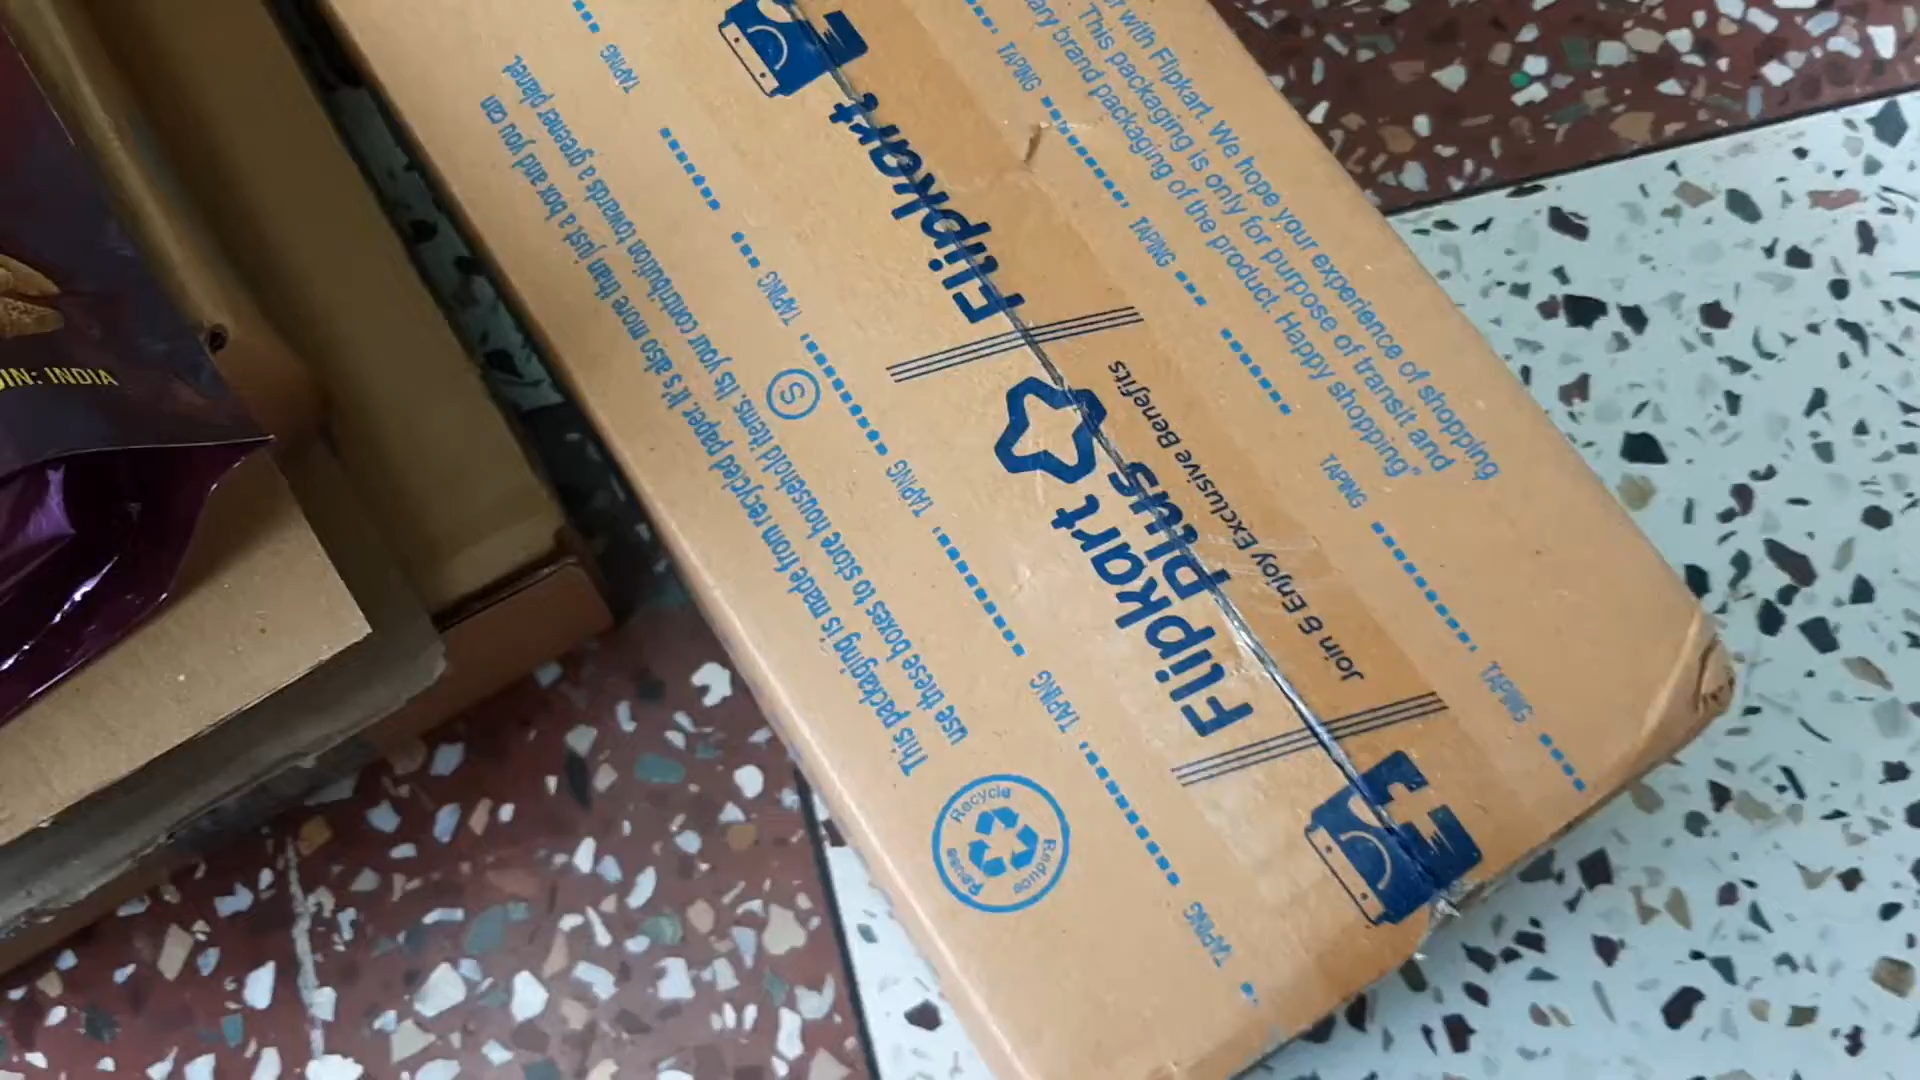 IN: INDIA
This packaging is made from recycled paper. It's also more than just a box and you can
use these boxes to store household items. Its your contribution towards a greener planet.
Recycle
Reduce
Reuse
S
TAPING
TAPING
TAPING
TAPING
TAPING
TAPING
TAPING
Flipkart
Flipkart
Plus
Join & Enjoy Exclusive Benefits
TAPING
TAPING
TAPING
TAPING
with Flipkart. We hope your experience of shopping
This packaging is only for purpose of transit and
brand packaging of the product. Happy shopping"